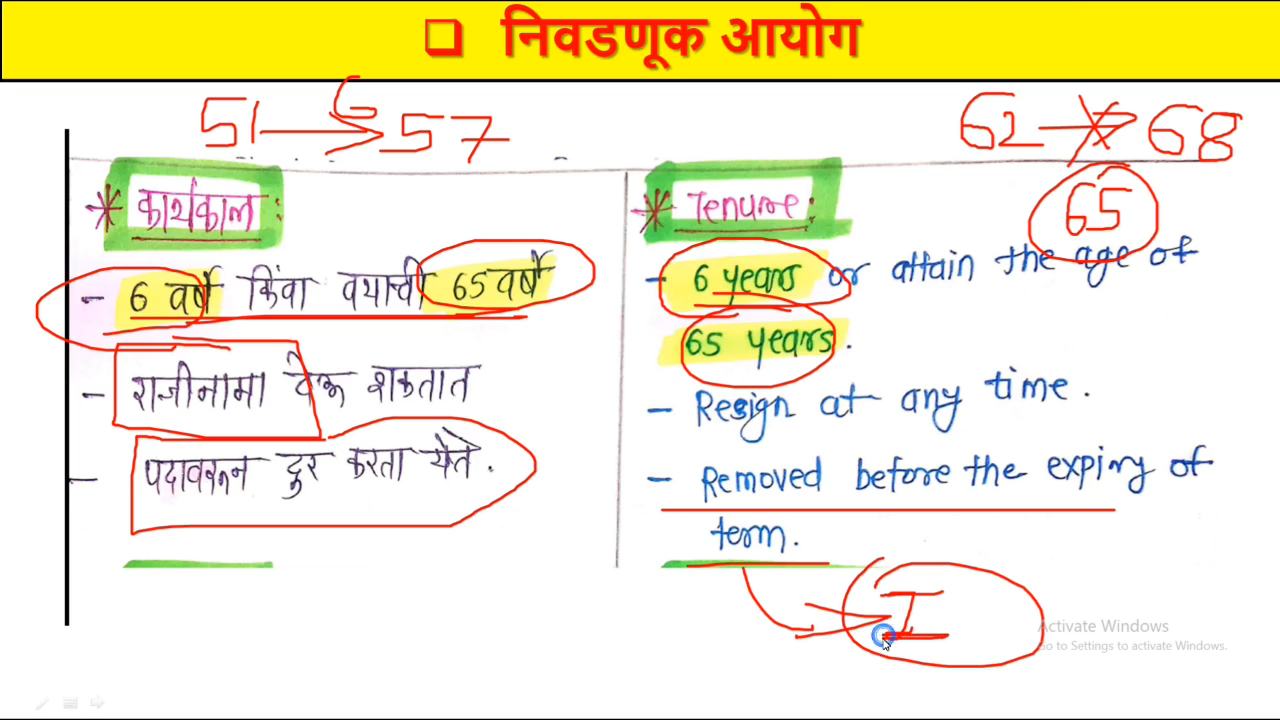 ❑ निवडणूक आयोग
51 → 57
6
62 → 68
65
* कार्यकाल :
- 6 वर्षे किंवा वयाची 65 वर्षे
- राजीनामा देऊ शकतात
- पदावरून दुर करता येते.
* Tenure :
- 6 years or attain the age of
65 years.
- Resign at any time.
- Removed before the expiry of
term.
I
Activate Windows
Go to Settings to activate Windows.